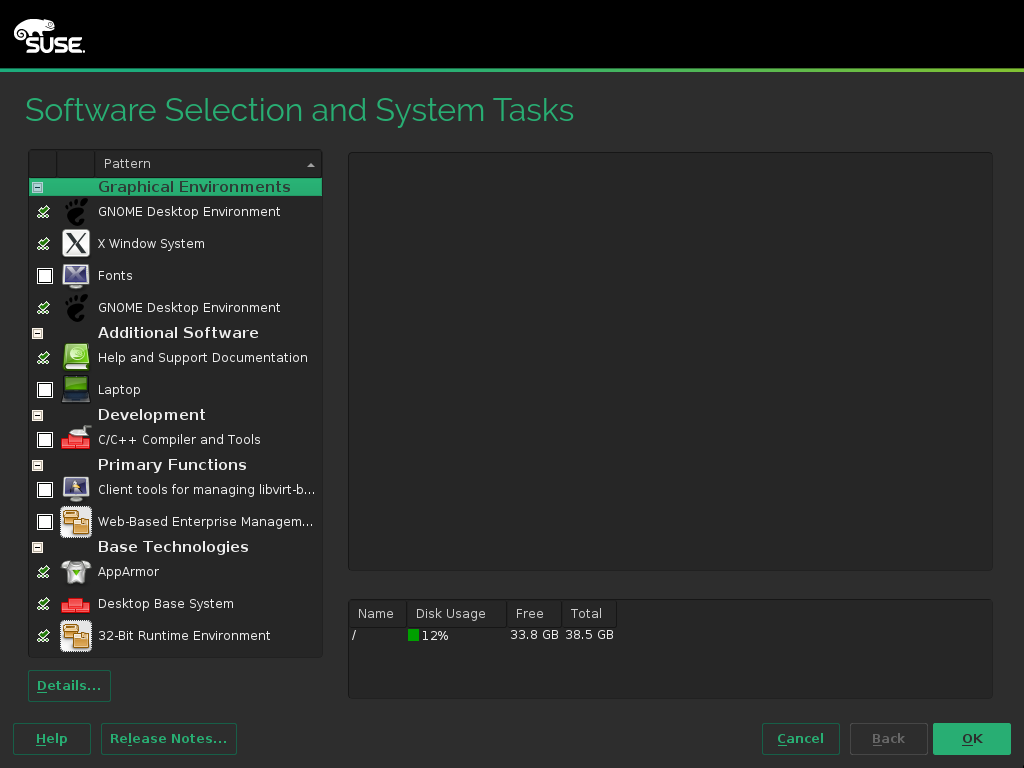 SUSE.
Software Selection and System Tasks
Pattern
Graphical Environments
GNOME Desktop Environment
X Window System
Fonts
GNOME Desktop Environment
Additional Software
Help and Support Documentation
Laptop
Development
C/C++ Compiler and Tools
Primary Functions
Client tools for managing libvirt-b...
Web-Based Enterprise Managem...
Base Technologies
AppArmor
Desktop Base System
32-Bit Runtime Environment
Name Disk Usage Free Total
/ 12% 33.8 GB 38.5 GB
Details...
Help Release Notes... Cancel Back OK